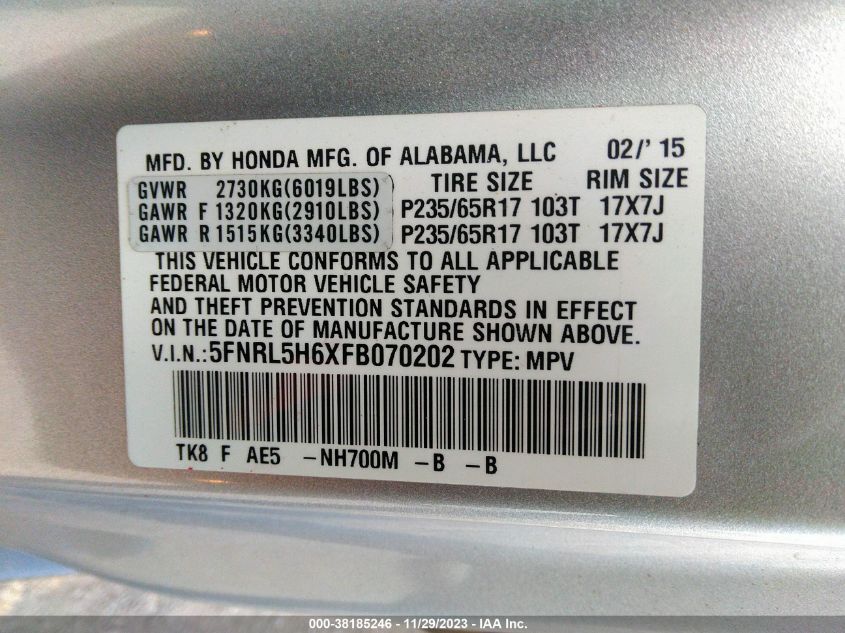 MFD. BY HONDA MFG. OF ALABAMA, LLC 02/' 15
GVWR 2730KG(6019LBS) TIRE SIZE RIM SIZE
GAWR F 1320KG(2910LBS) P235/65R17 103T 17X7J
GAWR R 1515KG(3340LBS) P235/65R17 103T 17X7J
THIS VEHICLE CONFORMS TO ALL APPLICABLE
FEDERAL MOTOR VEHICLE SAFETY
AND THEFT PREVENTION STANDARDS IN EFFECT
ON THE DATE OF MANUFACTURE SHOWN ABOVE.
V.I.N.: 5FNRL5H6XFB070202 TYPE: MPV
TK8 F AE5 -NH700M -B -B
000-38185246 - 11/29/2023 - IAA Inc.